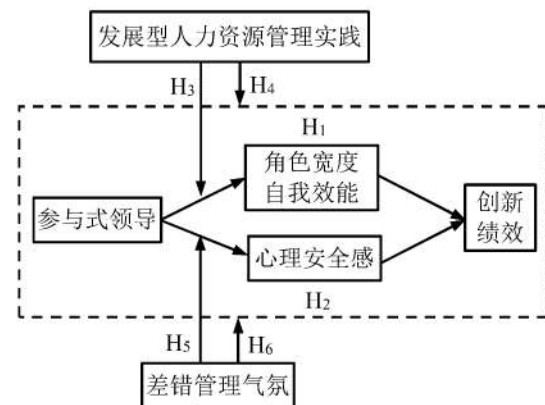 发展型人力资源管理实践
H3
H4
H1
角色宽度
自我效能
参与式领导
创新
绩效
心理安全感
H2
H5
H6
差错管理气氛